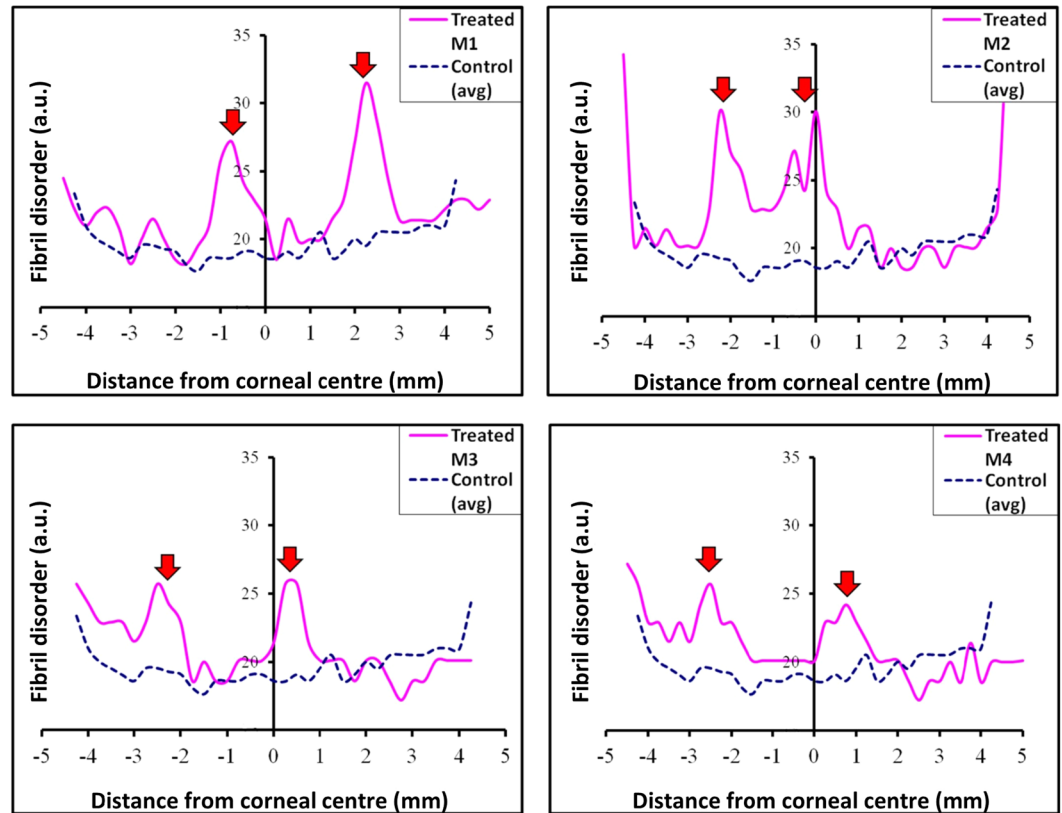 Treated
M1
Control
(avg)
Fibril disorder (a.u.)
35
30
25
20
-5 -4 -3 -2 -1 0 1 2 3 4 5
Distance from corneal centre (mm)
Treated
M2
Control
(avg)
Fibril disorder (a.u.)
35
30
25
20
-5 -4 -3 -2 -1 0 1 2 3 4 5
Distance from corneal centre (mm)
Treated
M3
Control
(avg)
Fibril disorder (a.u.)
35
30
25
20
-5 -4 -3 -2 -1 0 1 2 3 4 5
Distance from corneal centre (mm)
Treated
M4
Control
(avg)
Fibril disorder (a.u.)
35
30
25
20
-5 -4 -3 -2 -1 0 1 2 3 4 5
Distance from corneal centre (mm)